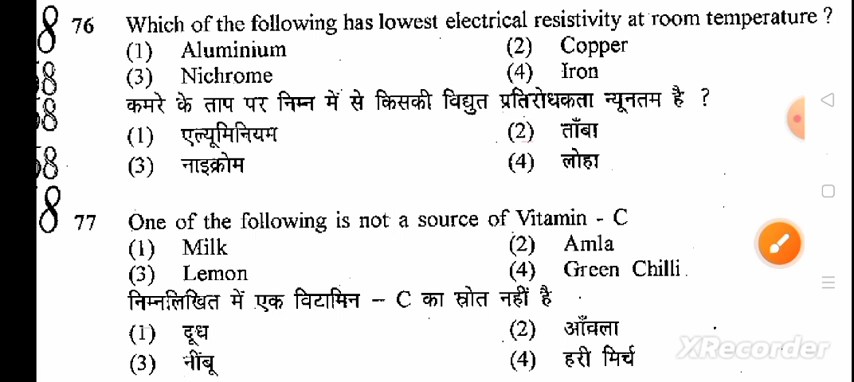 76 Which of the following has lowest electrical resistivity at room temperature ?
(1) Aluminium (2) Copper
(3) Nichrome (4) Iron
कमरे के ताप पर निम्न में से किसकी विद्युत प्रतिरोधकता न्यूनतम है ?
(1) एल्यूमिनियम (2) ताँबा
(3) नाइक्रोम (4) लोहा
77 One of the following is not a source of Vitamin - C
(1) Milk (2) Amla
(3) Lemon (4) Green Chilli
निम्नलिखित में एक विटामिन – C का स्रोत नहीं है
(1) दूध (2) आँवला
(3) नींबू (4) हरी मिर्च
XRecorder